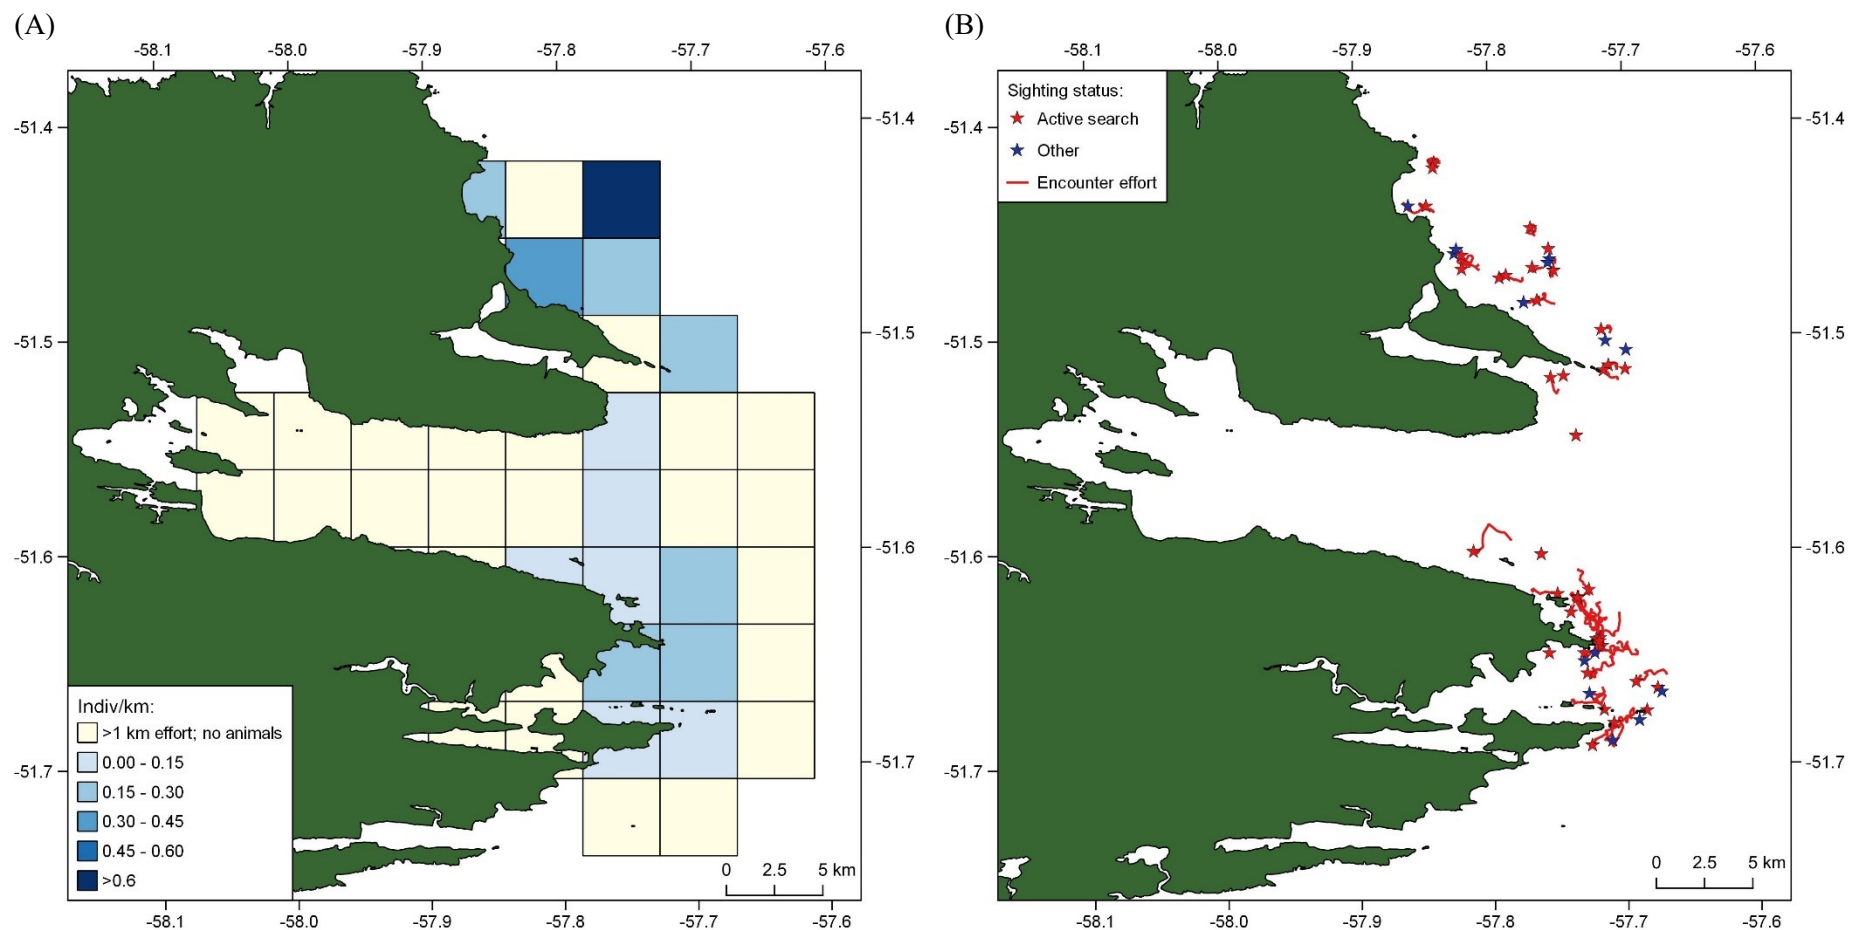 (A)
-58.1 -58.0 -57.9 -57.8 -57.7 -57.6
-51.4 -51.4
-51.5 -51.5
-51.6 -51.6
-51.7 -51.7
Indiv/km:
>1 km effort; no animals
0.00 - 0.15
0.15 - 0.30
0.30 - 0.45
0.45 - 0.60
>0.6
0 2.5 5 km
-58.1 -58.0 -57.9 -57.8 -57.7 -57.6
(B)
-58.1 -58.0 -57.9 -57.8 -57.7 -57.6
Sighting status:
Active search
Other
Encounter effort
-51.4 -51.4
-51.5 -51.5
-51.6 -51.6
-51.7 -51.7
0 2.5 5 km
-58.1 -58.0 -57.9 -57.8 -57.7 -57.6